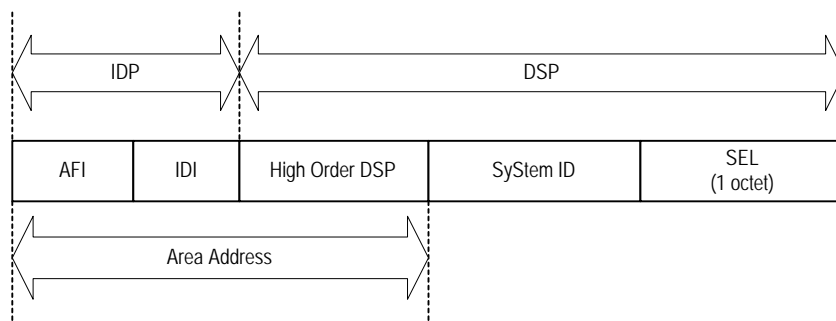 IDP
DSP
AFI
IDI
High Order DSP
SyStem ID
SEL
(1 octet)
Area Address